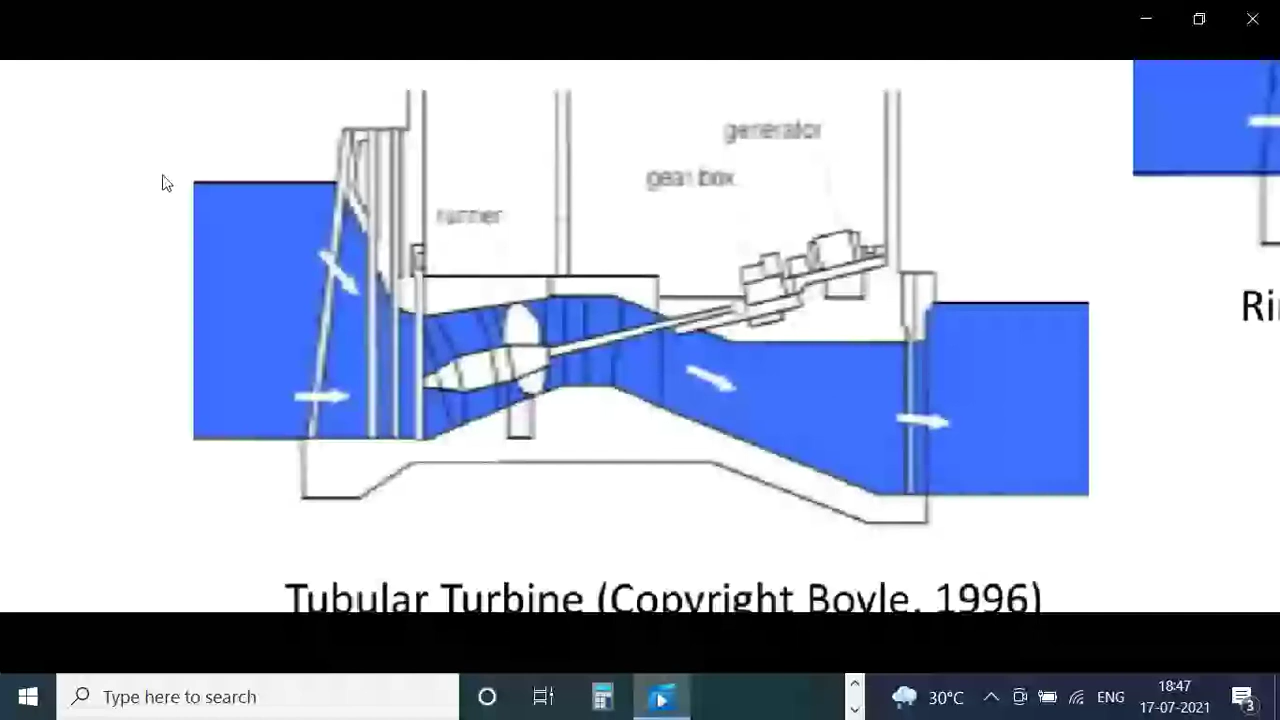 generator
gear box
runner
Ri
Tubular Turbine (Copyright Boyle, 1996)
Type here to search
30°C
ENG
18:47
17-07-2021
3